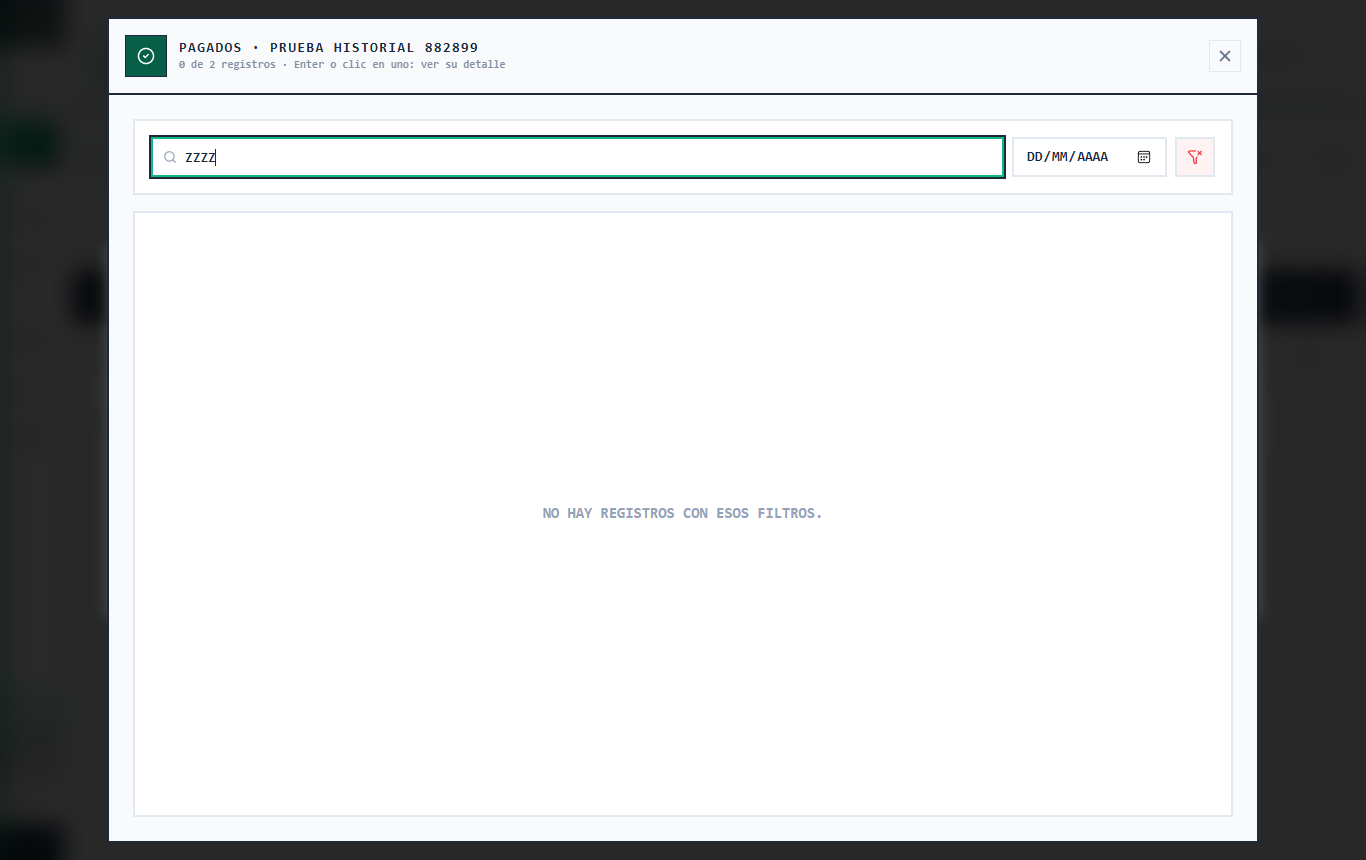 PAGADOS · PRUEBA HISTORIAL 882899
0 de 2 registros · Enter o clic en uno: ver su detalle
ZZZZ
DD/MM/AAAA
NO HAY REGISTROS CON ESOS FILTROS.